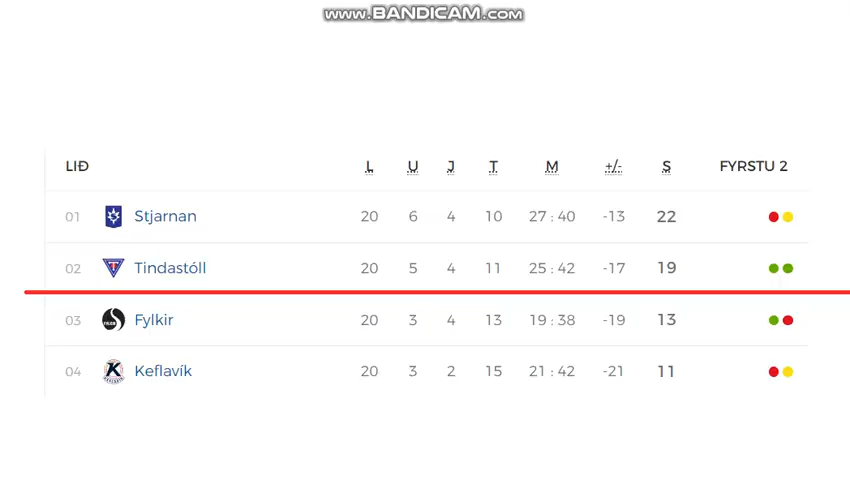 www.BANDICAM.com
LIÐ L U J T M +/- S FYRSTU 2
01 Stjarnan 20 6 4 10 27 : 40 -13 22
02 Tindastóll 20 5 4 11 25 : 42 -17 19
03 Fylkir 20 3 4 13 19 : 38 -19 13
04 Keflavík 20 3 2 15 21 : 42 -21 11